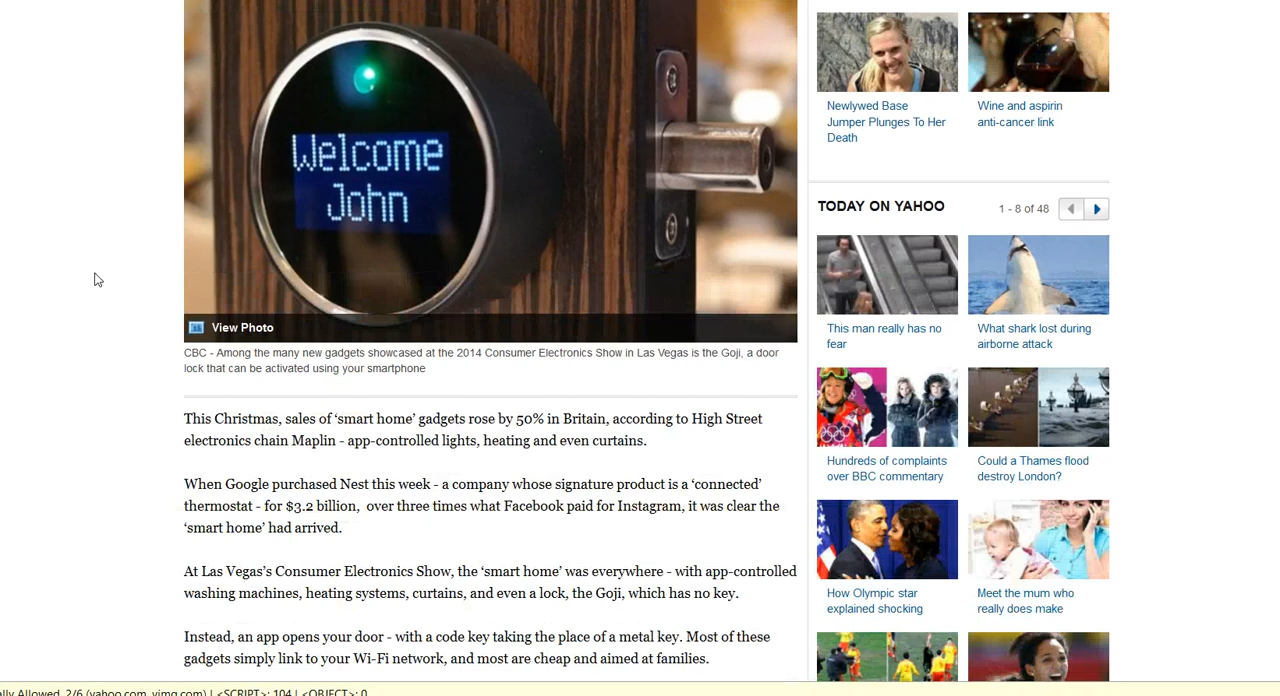 Welcome
John
View Photo
CBC - Among the many new gadgets showcased at the 2014 Consumer Electronics Show in Las Vegas is the Goji, a door
lock that can be activated using your smartphone
This Christmas, sales of ‘smart home’ gadgets rose by 50% in Britain, according to High Street
electronics chain Maplin - app-controlled lights, heating and even curtains.
When Google purchased Nest this week - a company whose signature product is a ‘connected’
thermostat - for $3.2 billion,  over three times what Facebook paid for Instagram, it was clear the
‘smart home’ had arrived.
At Las Vegas’s Consumer Electronics Show, the ‘smart home’ was everywhere - with app-controlled
washing machines, heating systems, curtains, and even a lock, the Goji, which has no key.
Instead, an app opens your door - with a code key taking the place of a metal key. Most of these
gadgets simply link to your Wi-Fi network, and most are cheap and aimed at families.
Newlywed Base
Jumper Plunges To Her
Death
Wine and aspirin
anti-cancer link
TODAY ON YAHOO
1 - 8 of 48
This man really has no
fear
What shark lost during
airborne attack
Hundreds of complaints
over BBC commentary
Could a Thames flood
destroy London?
How Olympic star
explained shocking
Meet the mum who
really does make
Allowed, 2/6 (yahoo.com, yimg.com) | <SCRIPT>: 104 | <OBJECT>: 0